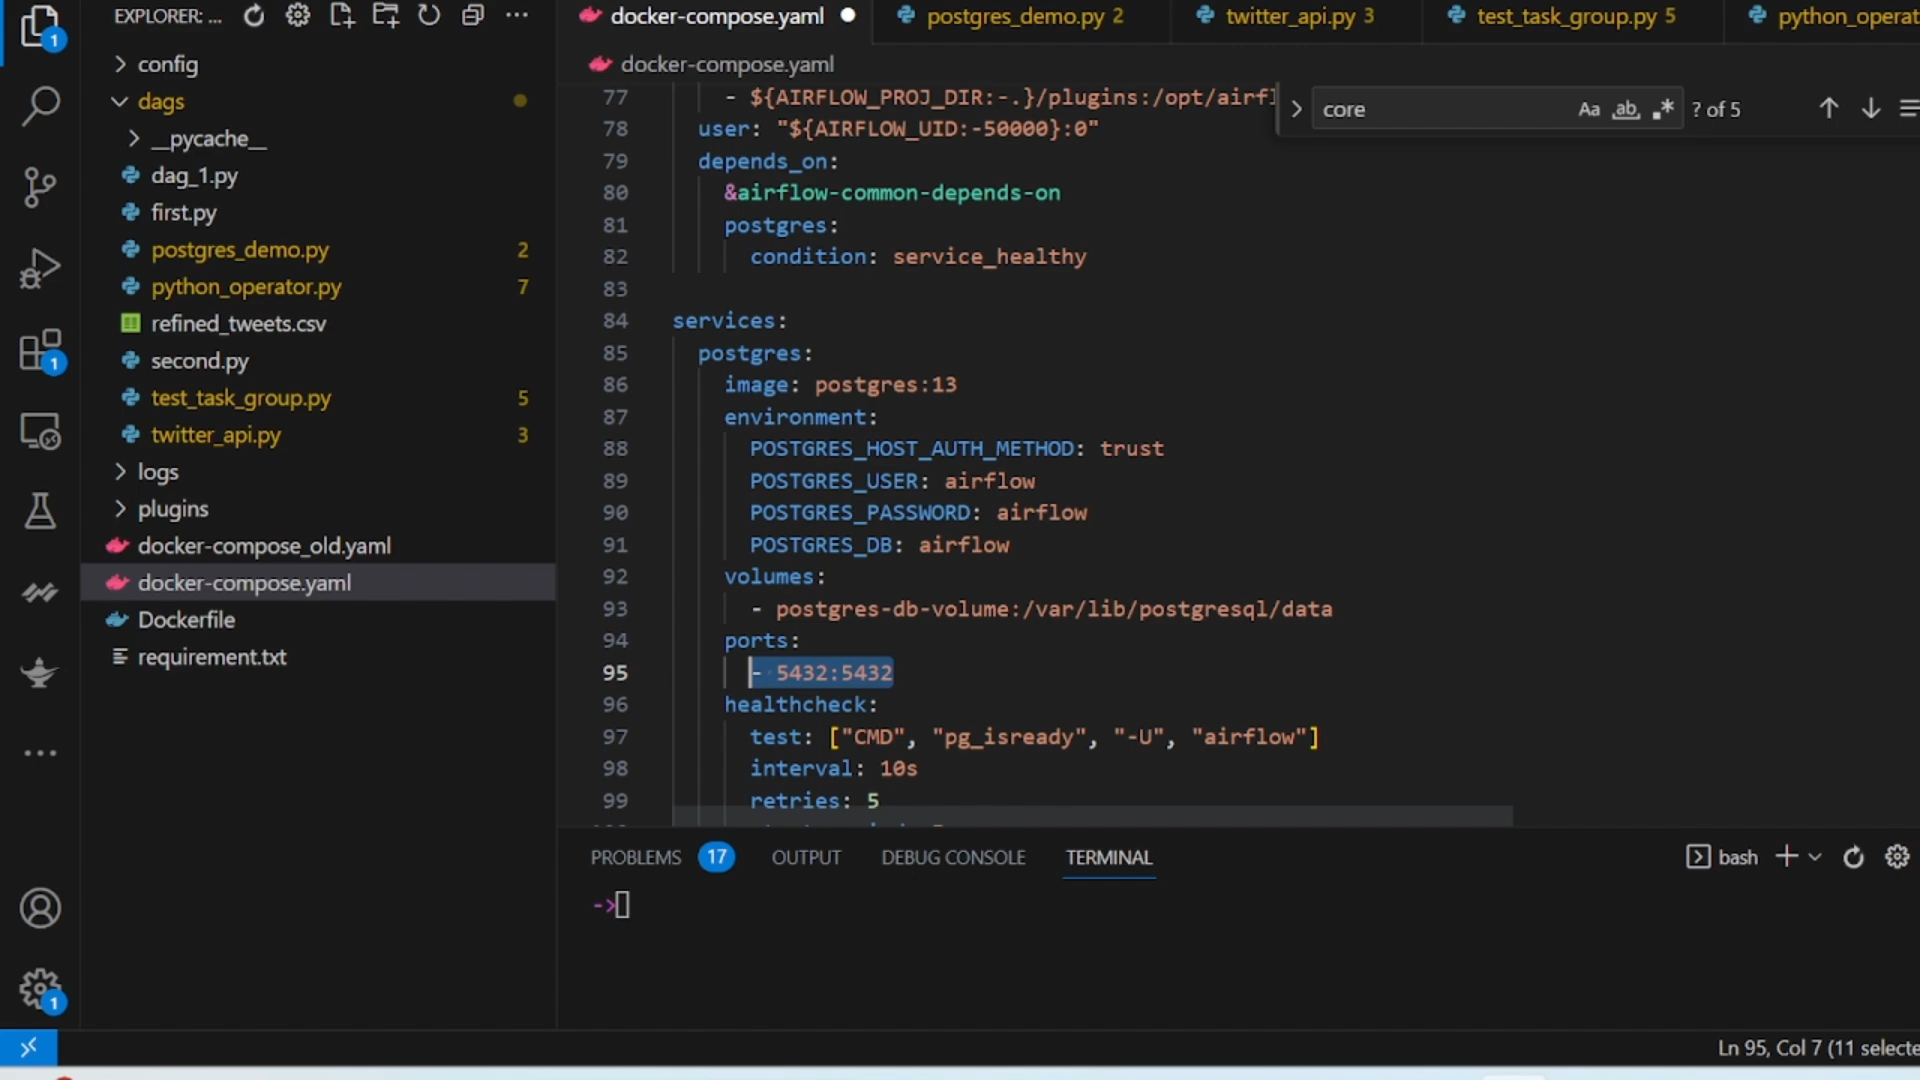 EXPLORER: ...
docker-compose.yaml
postgres_demo.py 2
twitter_api.py 3
test_task_group.py 5
python_operat
1
config
dags
__pycache__
dag_1.py
first.py
postgres_demo.py 2
python_operator.py 7
refined_tweets.csv
second.py
test_task_group.py 5
twitter_api.py 3
logs
plugins
docker-compose_old.yaml
docker-compose.yaml
Dockerfile
requirement.txt
1
1
docker-compose.yaml
core
Aa
ab
? of 5
77 - ${AIRFLOW_PROJ_DIR:-.}/plugins:/opt/airfl
78 user: "${AIRFLOW_UID:-50000}:0"
79 depends_on:
80 &airflow-common-depends-on
81 postgres:
82 condition: service_healthy
83
84 services:
85 postgres:
86 image: postgres:13
87 environment:
88 POSTGRES_HOST_AUTH_METHOD: trust
89 POSTGRES_USER: airflow
90 POSTGRES_PASSWORD: airflow
91 POSTGRES_DB: airflow
92 volumes:
93 - postgres-db-volume:/var/lib/postgresql/data
94 ports:
95 - 5432:5432
96 healthcheck:
97 test: ["CMD", "pg_isready", "-U", "airflow"]
98 interval: 10s
99 retries: 5
PROBLEMS 17 OUTPUT DEBUG CONSOLE TERMINAL
bash
->
Ln 95, Col 7 (11 selecte